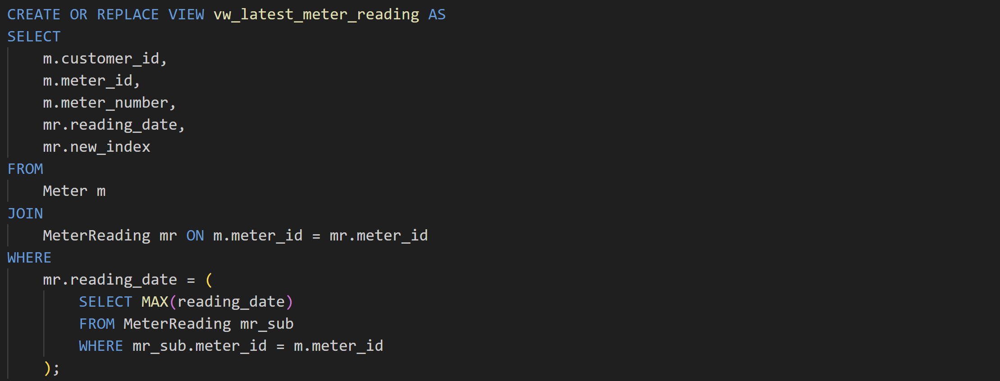 CREATE OR REPLACE VIEW vw_latest_meter_reading AS
SELECT
    m.customer_id,
    m.meter_id,
    m.meter_number,
    mr.reading_date,
    mr.new_index
FROM
    Meter m
JOIN
    MeterReading mr ON m.meter_id = mr.meter_id
WHERE
    mr.reading_date = (
        SELECT MAX(reading_date)
        FROM MeterReading mr_sub
        WHERE mr_sub.meter_id = m.meter_id
    );